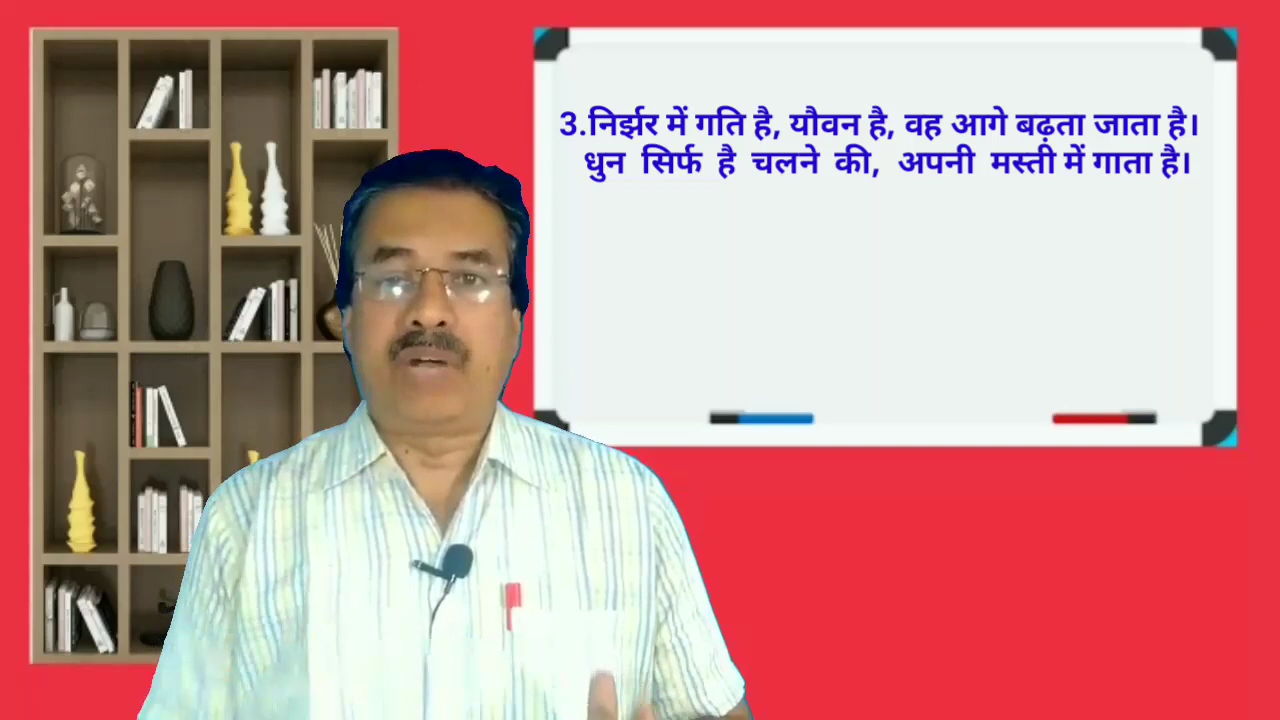 3.निर्झर में गति है, यौवन है, वह आगे बढ़ता जाता है।
धुन सिर्फ है चलने की, अपनी मस्ती में गाता है।